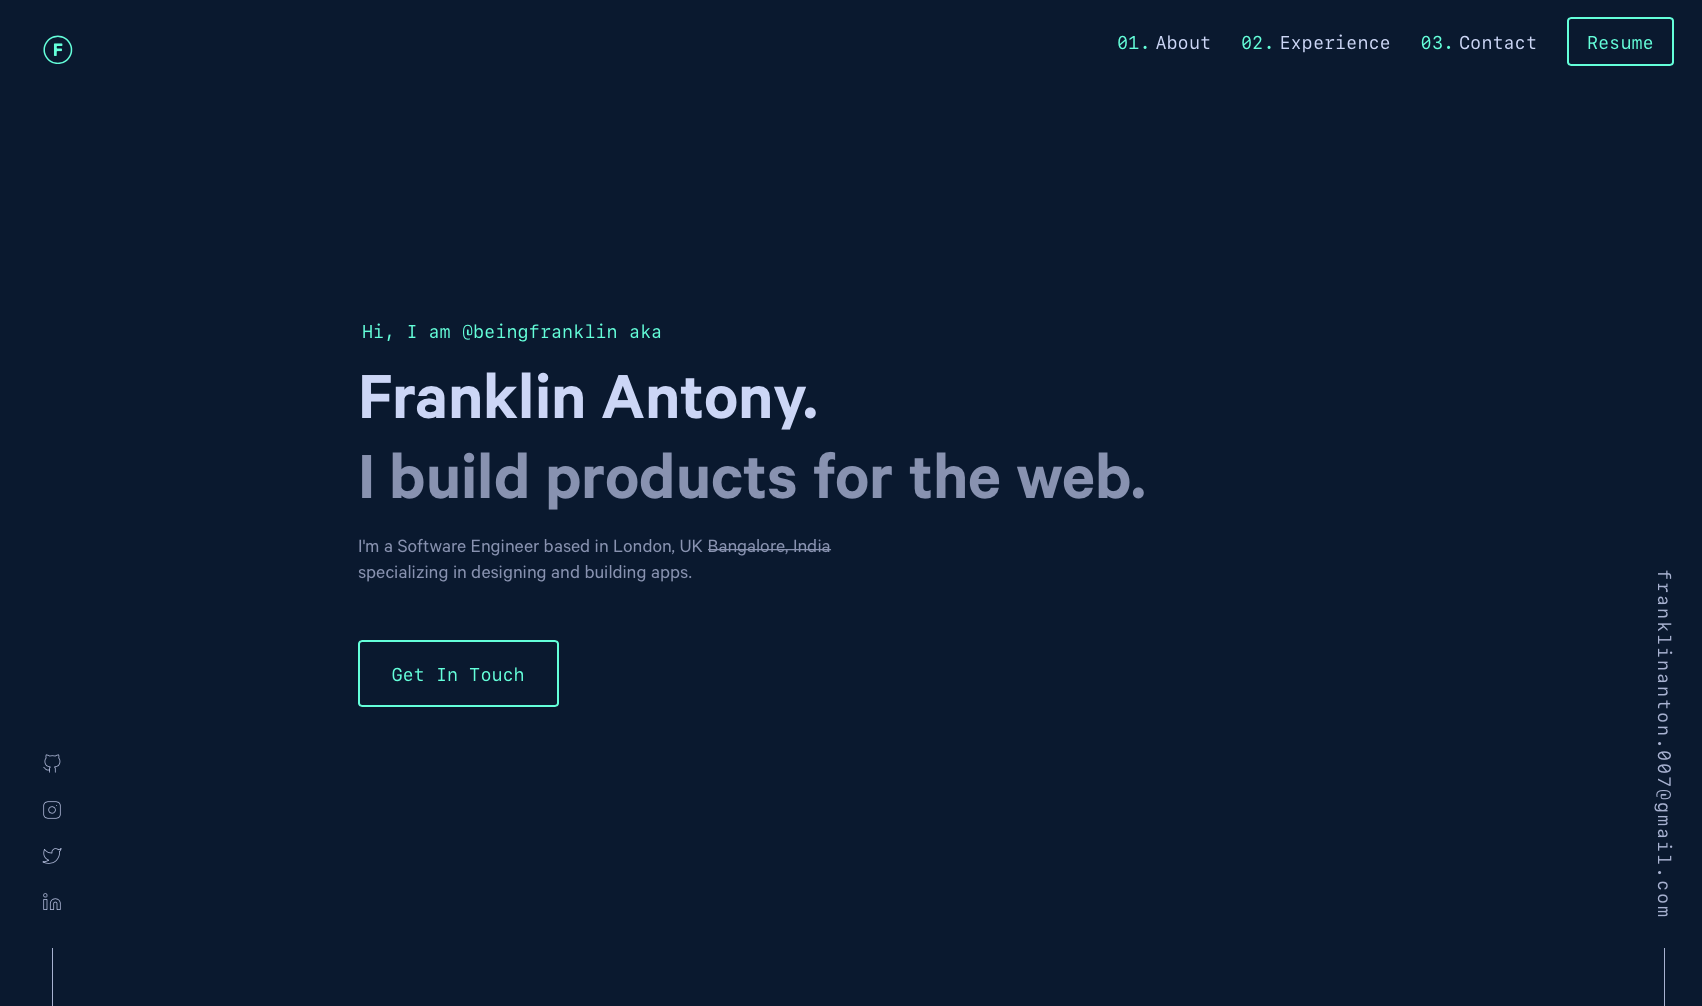 F
01. About 02. Experience 03. Contact Resume
Hi, I am @beingfranklin aka
Franklin Antony.
I build products for the web.
I'm a Software Engineer based in London, UK Bangalore, India
specializing in designing and building apps.
Get In Touch
franklinanton.007@gmail.com
in